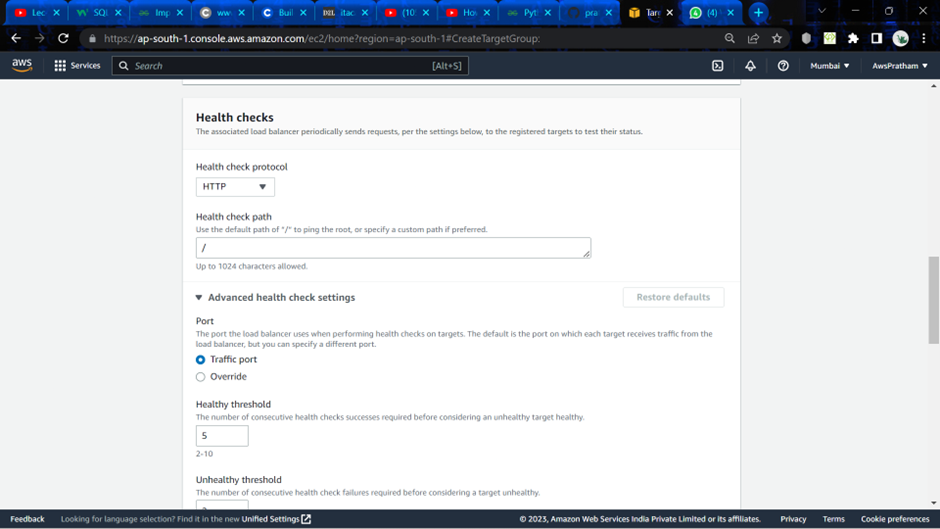 Lec
SQL
Imp
www
Buil
DIL
itac
(10
Ho
Pyt
pra
Targ
(4)
https://ap-south-1.console.aws.amazon.com/ec2/home?region=ap-south-1#CreateTargetGroup:
aws
Services
Search
[Alt+S]
Mumbai
AwsPratham
Health checks
The associated load balancer periodically sends requests, per the settings below, to the registered targets to test their status.
Health check protocol
HTTP
Health check path
Use the default path of "/" to ping the root, or specify a custom path if preferred.
/
Up to 1024 characters allowed.
Advanced health check settings
Restore defaults
Port
The port the load balancer uses when performing health checks on targets. The default is the port on which each target receives traffic from the
load balancer, but you can specify a different port.
Traffic port
Override
Healthy threshold
The number of consecutive health checks successes required before considering an unhealthy target healthy.
5
2-10
Unhealthy threshold
The number of consecutive health check failures required before considering a target unhealthy.
Feedback
Looking for language selection? Find it in the new Unified Settings
© 2023, Amazon Web Services India Private Limited or its affiliates.
Privacy
Terms
Cookie preferences